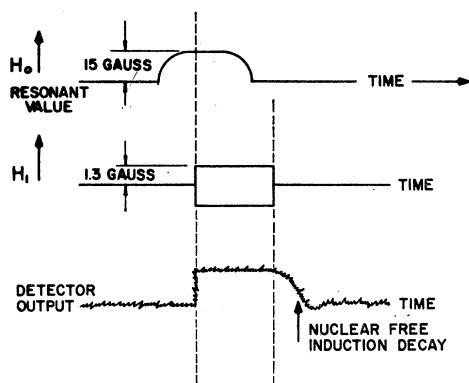 H₀
15 GAUSS
RESONANT
VALUE
TIME
H₁
1.3 GAUSS
TIME
DETECTOR
OUTPUT
TIME
NUCLEAR FREE
INDUCTION DECAY